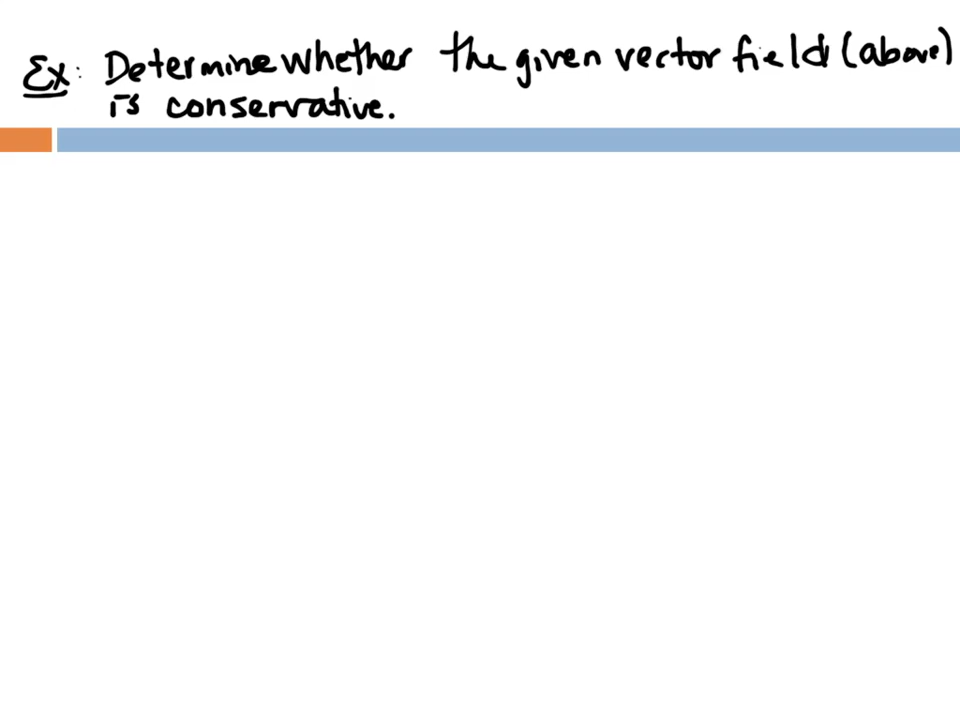 Ex: Determine whether the given vector field (above)
is conservative.